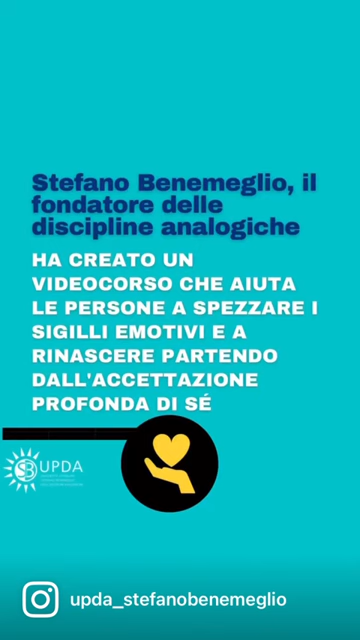 Stefano Benemeglio, il
fondatore delle
discipline analogiche
HA CREATO UN
VIDEOCORSO CHE AIUTA
LE PERSONE A SPEZZARE I
SIGILLI EMOTIVI E A
RINASCERE PARTENDO
DALL'ACCETTAZIONE
PROFONDA DI SÉ
SB UPDA
upda_stefanobenemeglio